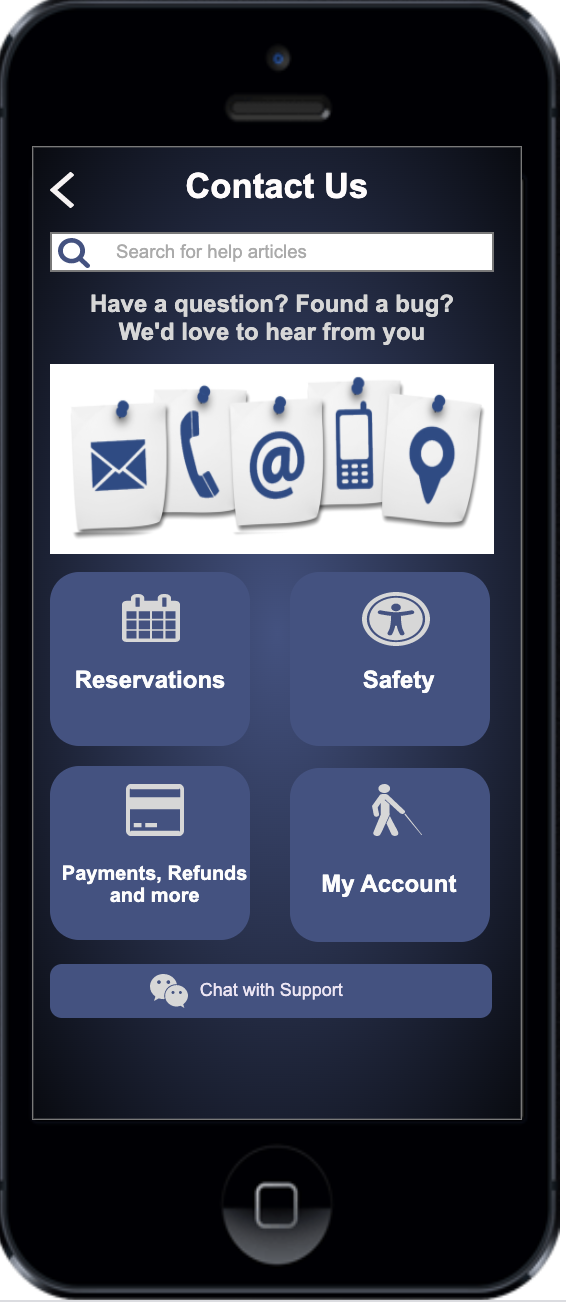 Contact Us
Search for help articles
Have a question? Found a bug?
We'd love to hear from you
@
Reservations
Safety
Payments, Refunds
and more
My Account
Chat with Support